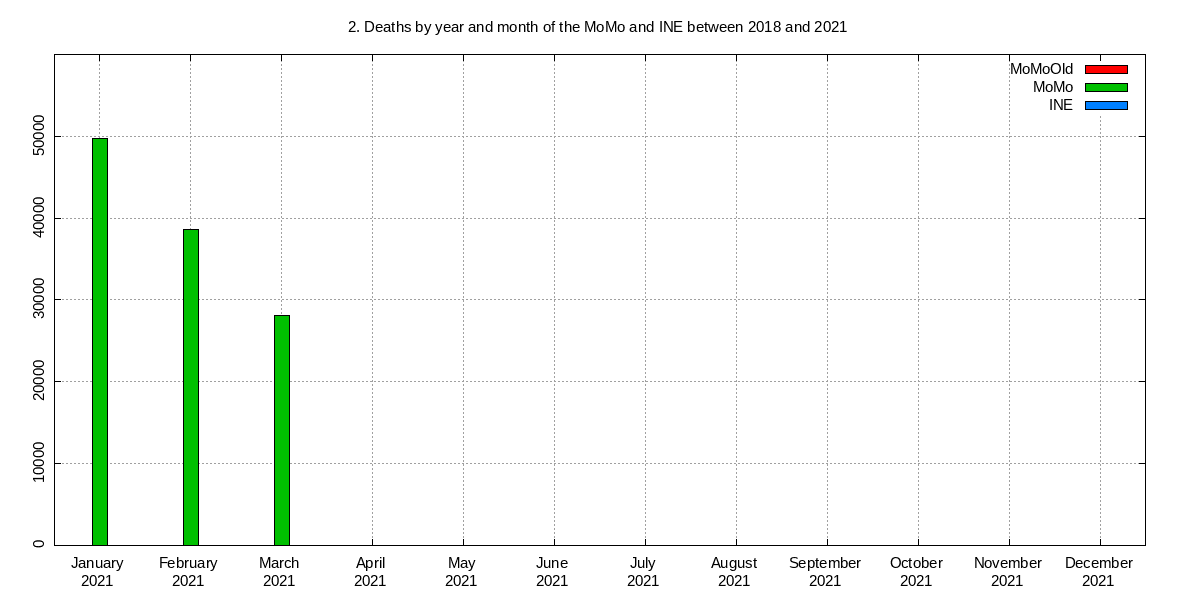 2. Deaths by year and month of the MoMo and INE between 2018 and 2021
MoMoOld
MoMo
INE
50000
40000
30000
20000
10000
0
January February March April May June July August September October November December
2021 2021 2021 2021 2021 2021 2021 2021 2021 2021 2021 2021